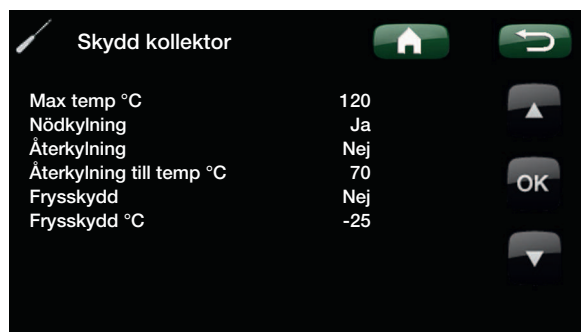 Skydd kollektor
Max temp °C 120
Nödkylning Ja
Återkylning Nej
Återkylning till temp °C 70
OK
Frysskydd Nej
Frysskydd °C -25